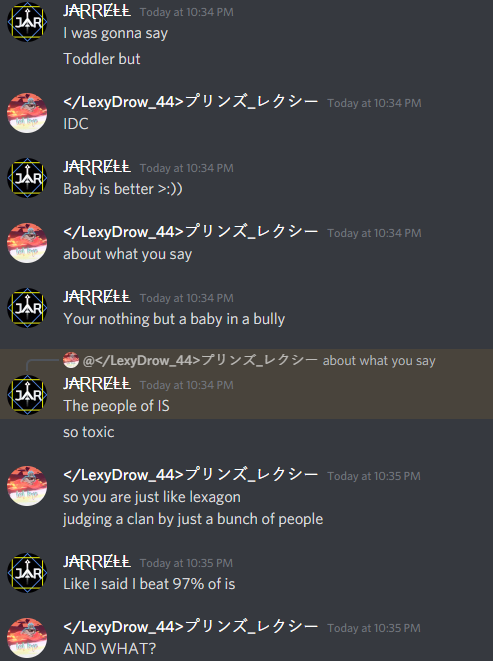 JȺɌɌɆŁŁ Today at 10:34 PM
I was gonna say
Toddler but
</LexyDrow_44>プリンズ_レクシー Today at 10:34 PM
IDC
JȺɌɌɆŁŁ Today at 10:34 PM
Baby is better >:))
</LexyDrow_44>プリンズ_レクシー Today at 10:34 PM
about what you say
JȺɌɌɆŁŁ Today at 10:34 PM
Your nothing but a baby in a bully
@</LexyDrow_44>プリンズ_レクシー about what you say
JȺɌɌɆŁŁ Today at 10:34 PM
The people of IS
so toxic
</LexyDrow_44>プリンズ_レクシー Today at 10:35 PM
so you are just like lexagon
judging a clan by just a bunch of people
JȺɌɌɆŁŁ Today at 10:35 PM
Like I said I beat 97% of is
</LexyDrow_44>プリンズ_レクシー Today at 10:35 PM
AND WHAT?